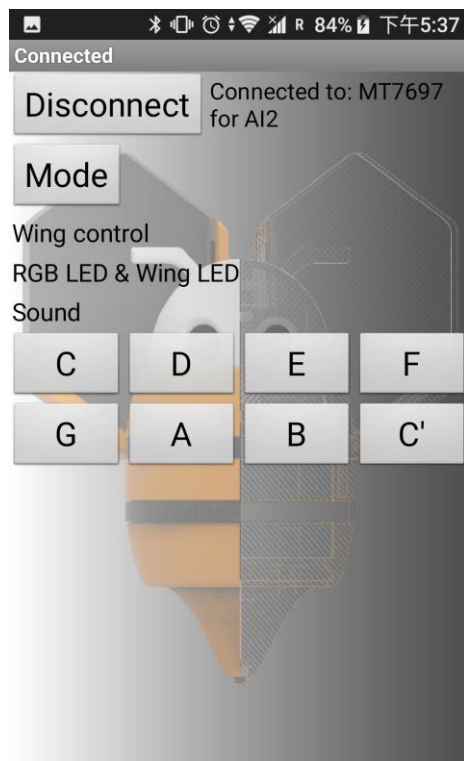 R 84% 下午5:37
Connected
Disconnect
Connected to: MT7697
for AI2
Mode
Wing control
RGB LED & Wing LED
Sound
C D E F
G A B C'